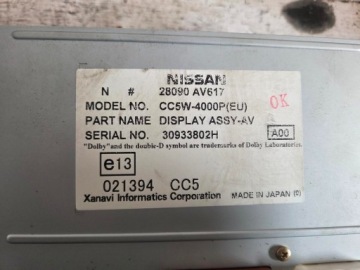 NISSAN
N # 28090 AV617
MODEL NO. CC5W-4000P(EU) OK
PART NAME DISPLAY ASSY-AV
SERIAL NO. 30933802H A00
"Dolby" and the double-D symbol are trademarks of Dolby Laboratories.
e13
021394 CC5
Xanavi Informatics Corporation MADE IN JAPAN (0)